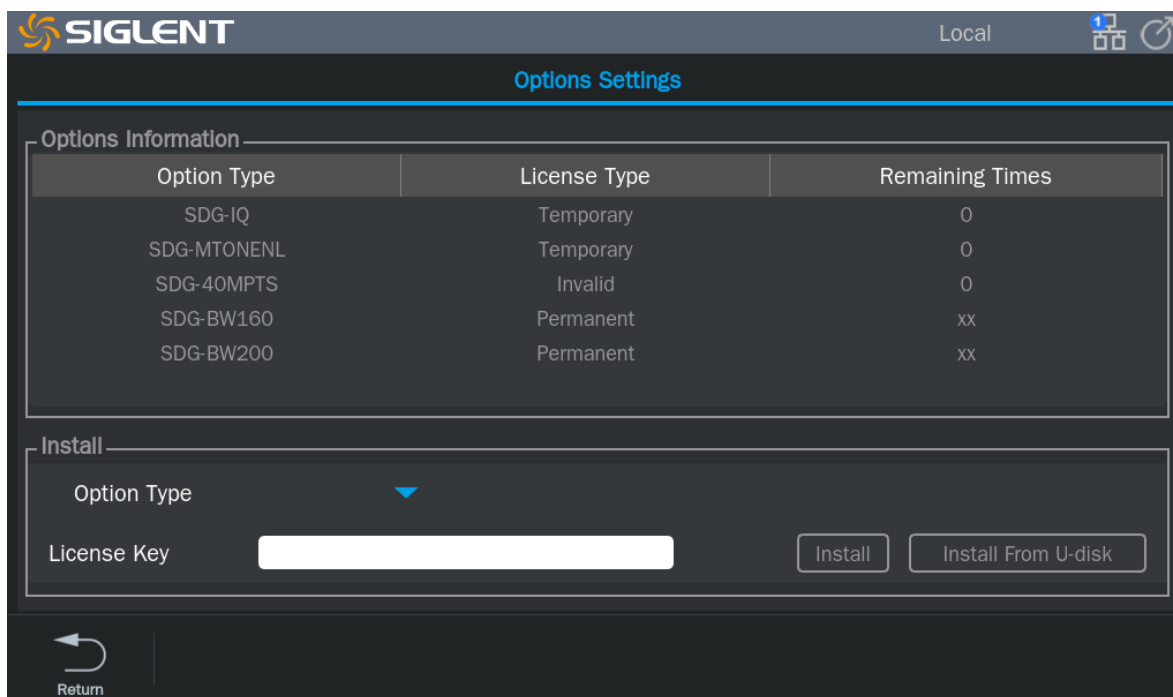 SIGLENT Local 1
Options Settings
Options Information
Option Type License Type Remaining Times
SDG-IQ Temporary 0
SDG-MTONENL Temporary 0
SDG-40MPTS Invalid 0
SDG-BW160 Permanent xx
SDG-BW200 Permanent xx
Install
Option Type
License Key Install Install From U-disk
Return